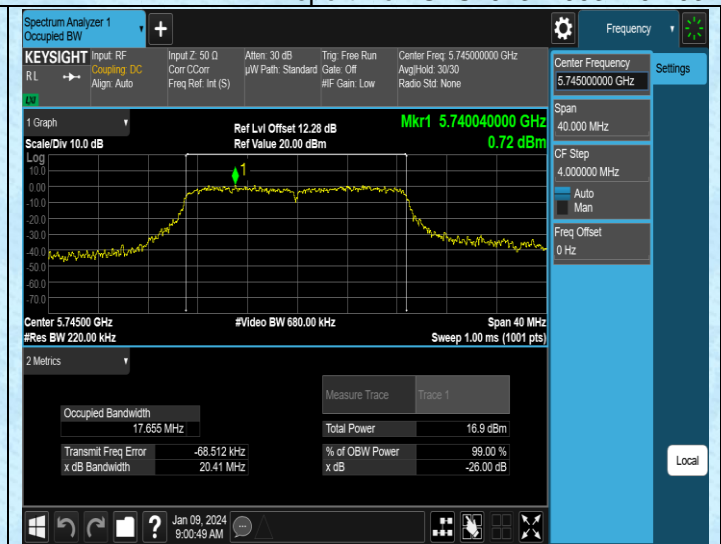 Spectrum Analyzer 1
Occupied BW
Frequency
KEYSIGHT
RL
LXI
Input: RF
Coupling: DC
Align: Auto
Input Z: 50 Ω
Corr CCorr
Freq Ref: Int (S)
Atten: 30 dB
µW Path: Standard
Trig: Free Run
Gate: Off
#IF Gain: Low
Center Freq: 5.745000000 GHz
Avg|Hold: 30/30
Radio Std: None
1 Graph
Scale/Div 10.0 dB
Ref Lvl Offset 12.28 dB
Ref Value 20.00 dBm
Mkr1 5.740040000 GHz
0.72 dBm
Log
10.0
0.00
-10.0
-20.0
-30.0
-40.0
-50.0
-60.0
-70.0
1
Center 5.74500 GHz
#Res BW 220.00 kHz
#Video BW 680.00 kHz
Span 40 MHz
Sweep 1.00 ms (1001 pts)
2 Metrics
Measure Trace Trace 1
Occupied Bandwidth
17.655 MHz
Total Power 16.9 dBm
Transmit Freq Error -68.512 kHz
% of OBW Power 99.00 %
x dB Bandwidth 20.41 MHz
x dB -26.00 dB
Center Frequency
5.745000000 GHz
Settings
Span
40.000 MHz
CF Step
4.000000 MHz
Auto
Man
Freq Offset
0 Hz
Local
Jan 09, 2024
9:00:49 AM